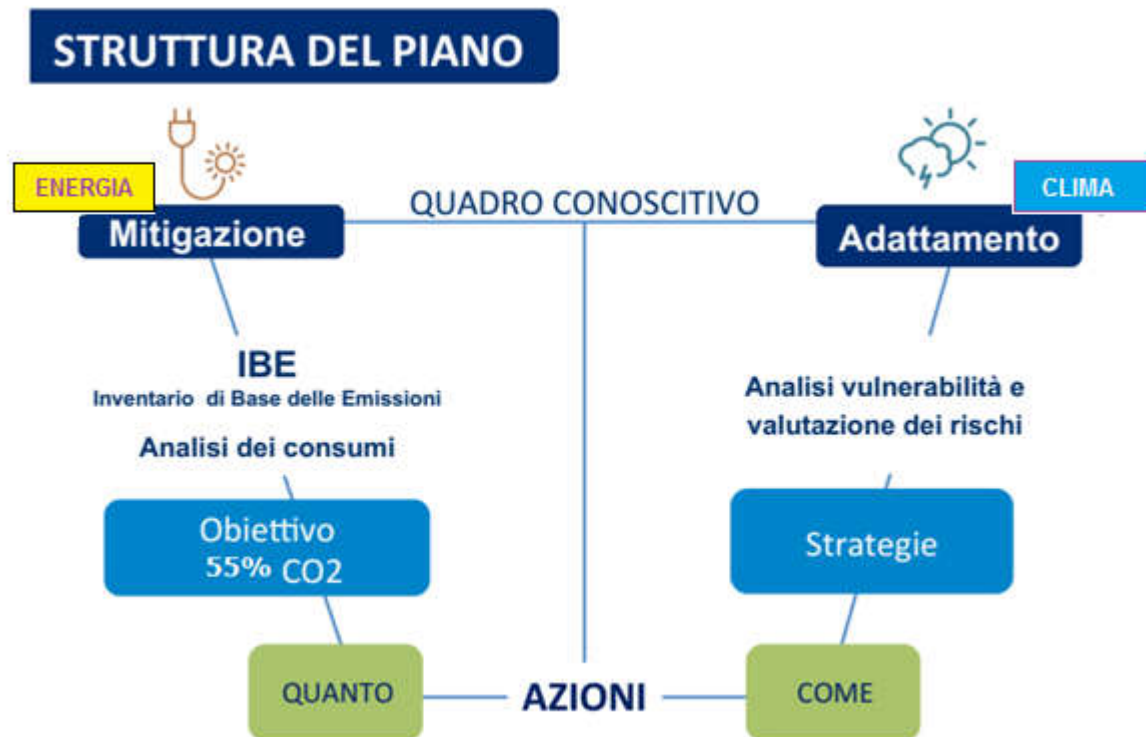 STRUTTURA DEL PIANO
ENERGIA
Mitigazione
QUADRO CONOSCITIVO
CLIMA
Adattamento
IBE
Inventario di Base delle Emissioni
Analisi dei consumi
Obiettivo
55% CO2
QUANTO
Analisi vulnerabilità e
valutazione dei rischi
Strategie
COME
AZIONI